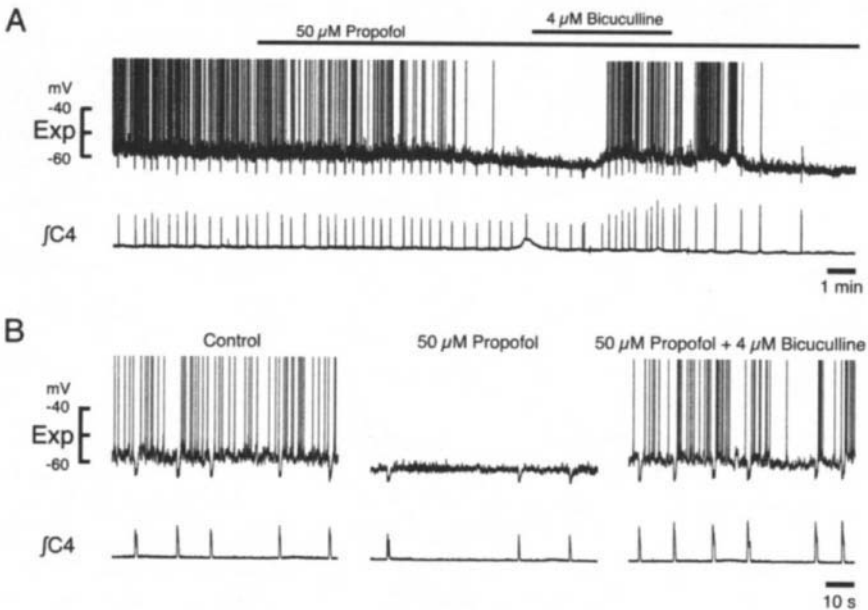 A
50 µM Propofol
4 µM Bicuculline
mV
-40
Exp
-60
∫C4
1 min
B
Control
50 µM Propofol
50 µM Propofol + 4 µM Bicuculline
mV
-40
Exp
-60
∫C4
10 s